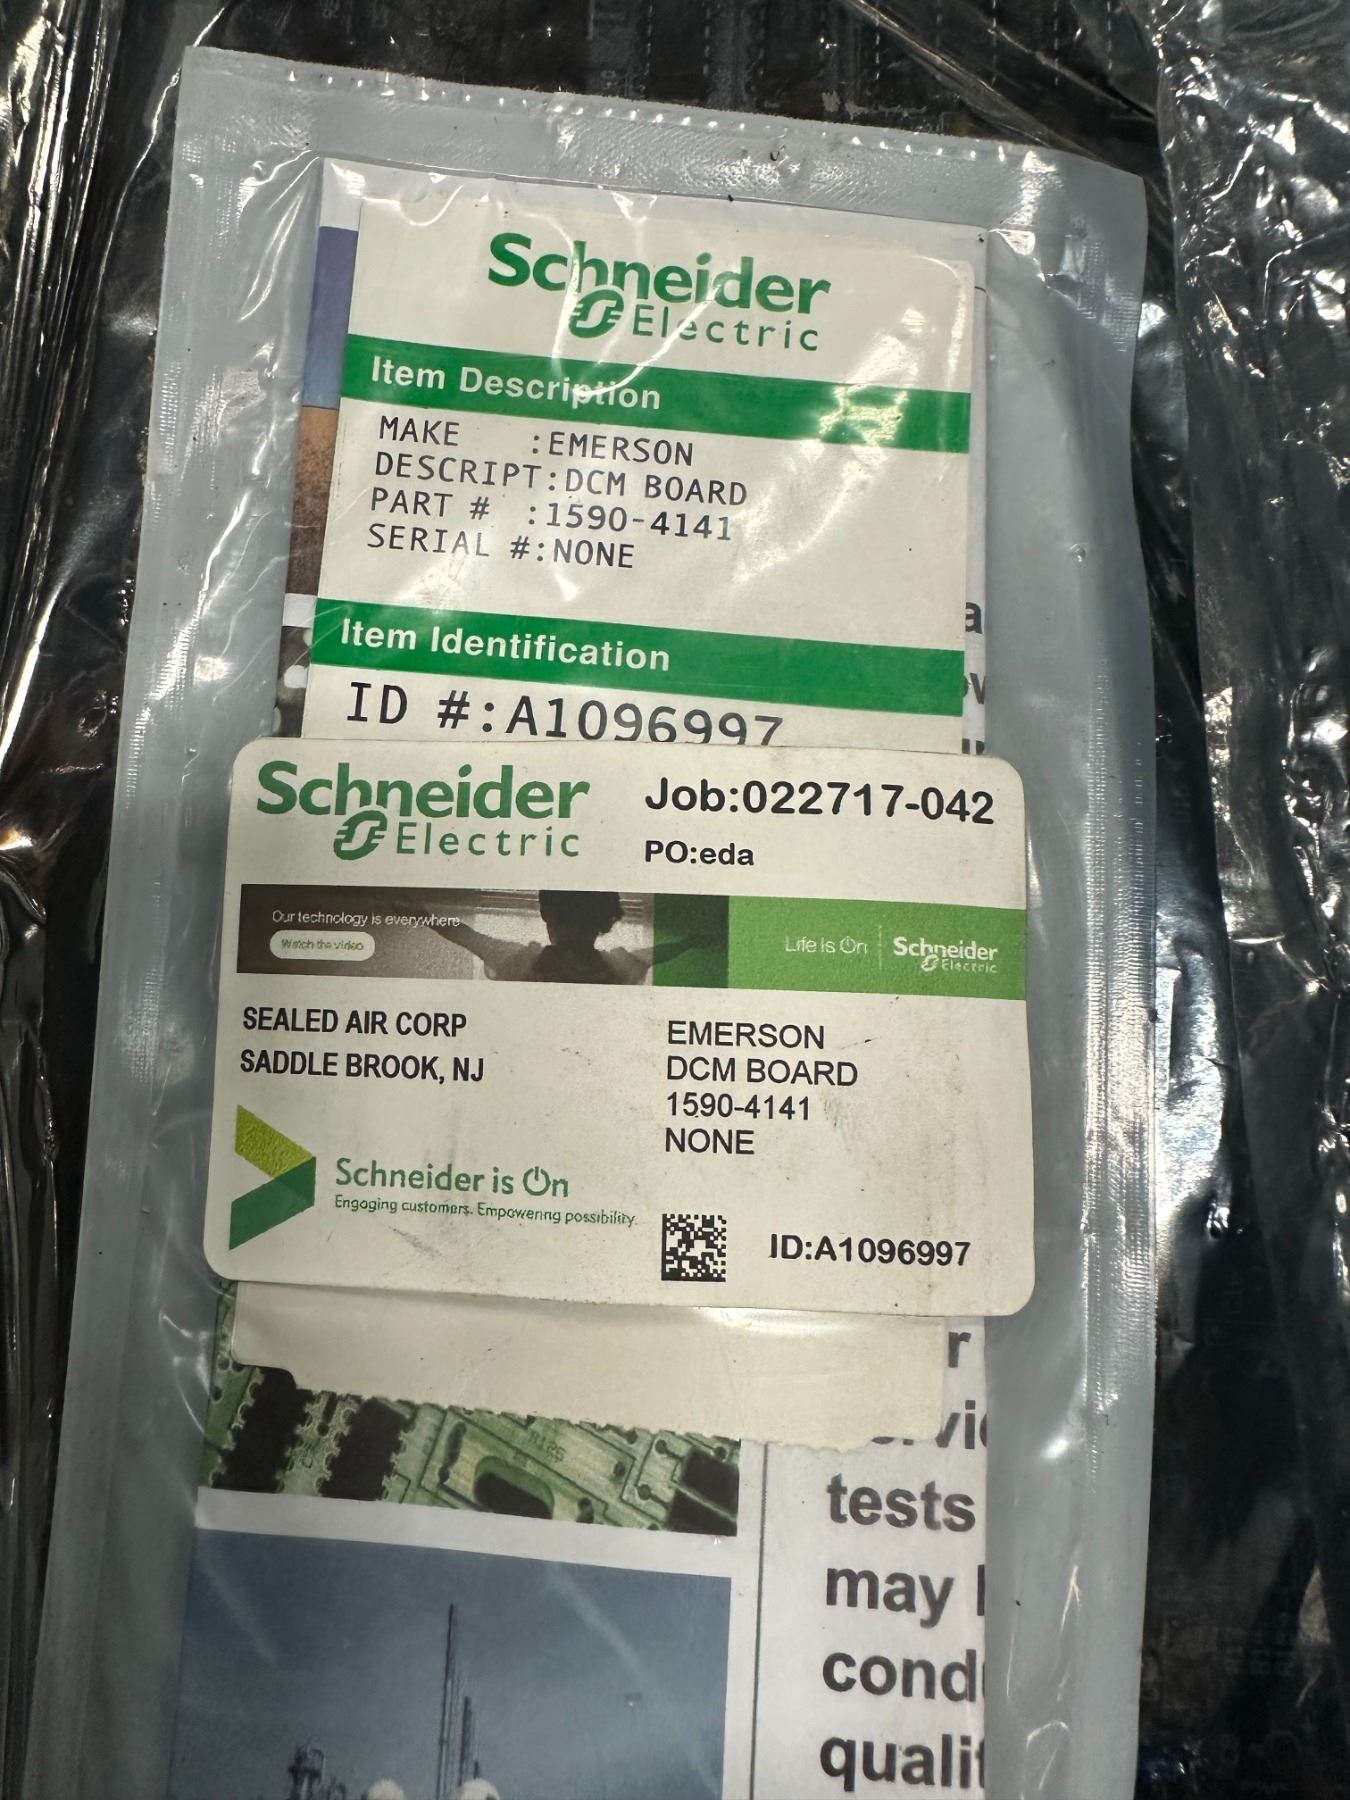 Schneider
Electric
Item Description
MAKE :EMERSON
DESCRIPT:DCM BOARD
PART # :1590-4141
SERIAL #:NONE
Item Identification
ID #:A1096997
Schneider
Electric
Job:022717-042
PO:eda
Our technology is everywhere
Watch the video
Life Is On
Schneider
Electric
SEALED AIR CORP
SADDLE BROOK, NJ
EMERSON
DCM BOARD
1590-4141
NONE
Schneider is On
Engaging customers. Empowering possibility.
ID:A1096997
tests
may